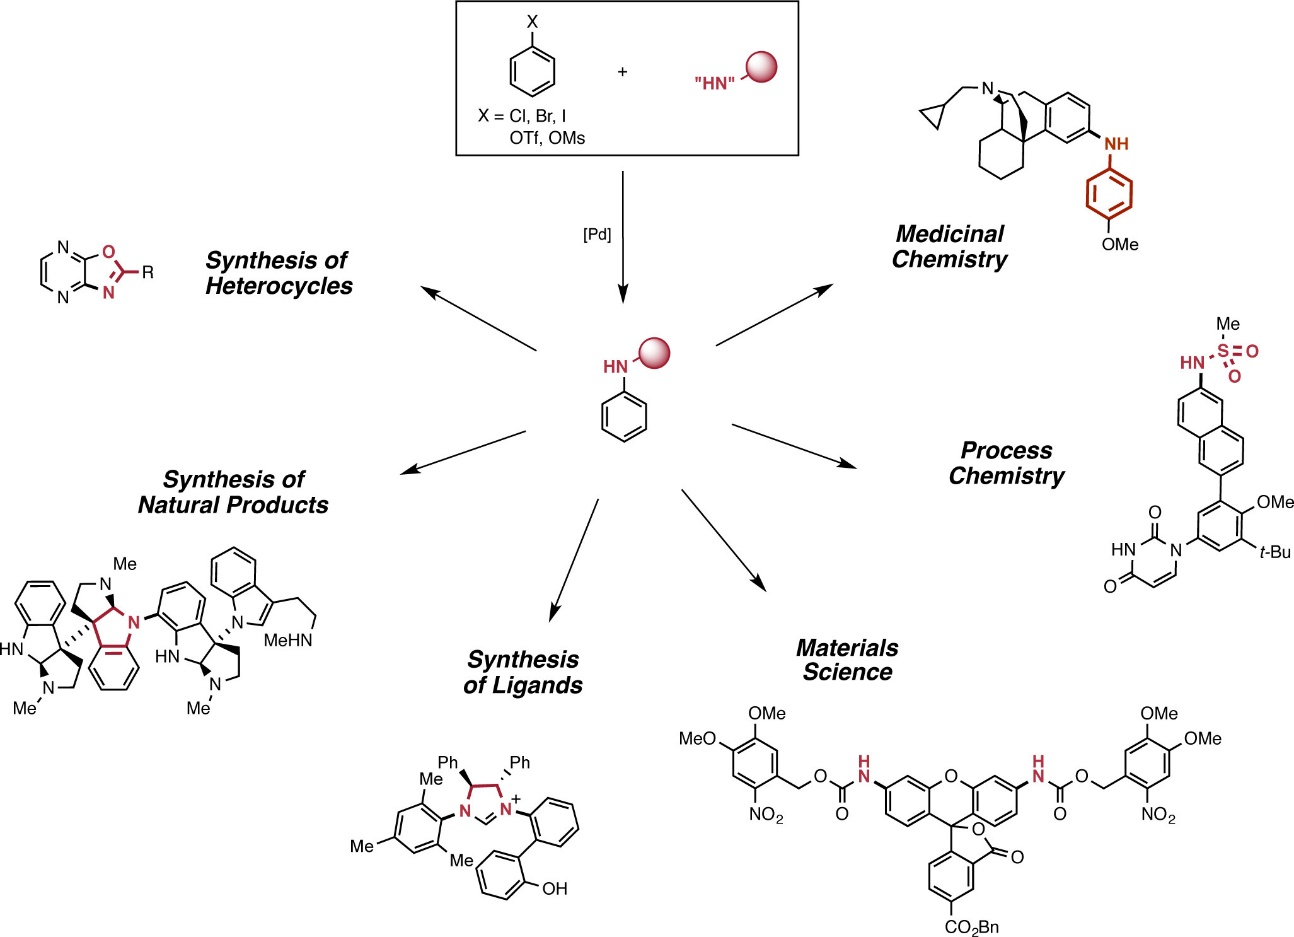 X
+
"HN"
X = Cl, Br, I
OTf, OMs
[Pd]
HN
Synthesis of
Heterocycles
N
N
O
N
R
Medicinal
Chemistry
N
NH
OMe
Process
Chemistry
Me
HN
S
O
O
OMe
t-Bu
O
HN
N
O
Synthesis of
Natural Products
Me
N
N
HN
N
Me
HN
N
Me
N
MeHN
Synthesis
of Ligands
Ph
Ph
Me
N
N
+
Me
Me
OH
Materials
Science
OMe
MeO
NO2
O
O
H
N
O
O
O
H
N
O
O
OMe
OMe
NO2
CO2Bn